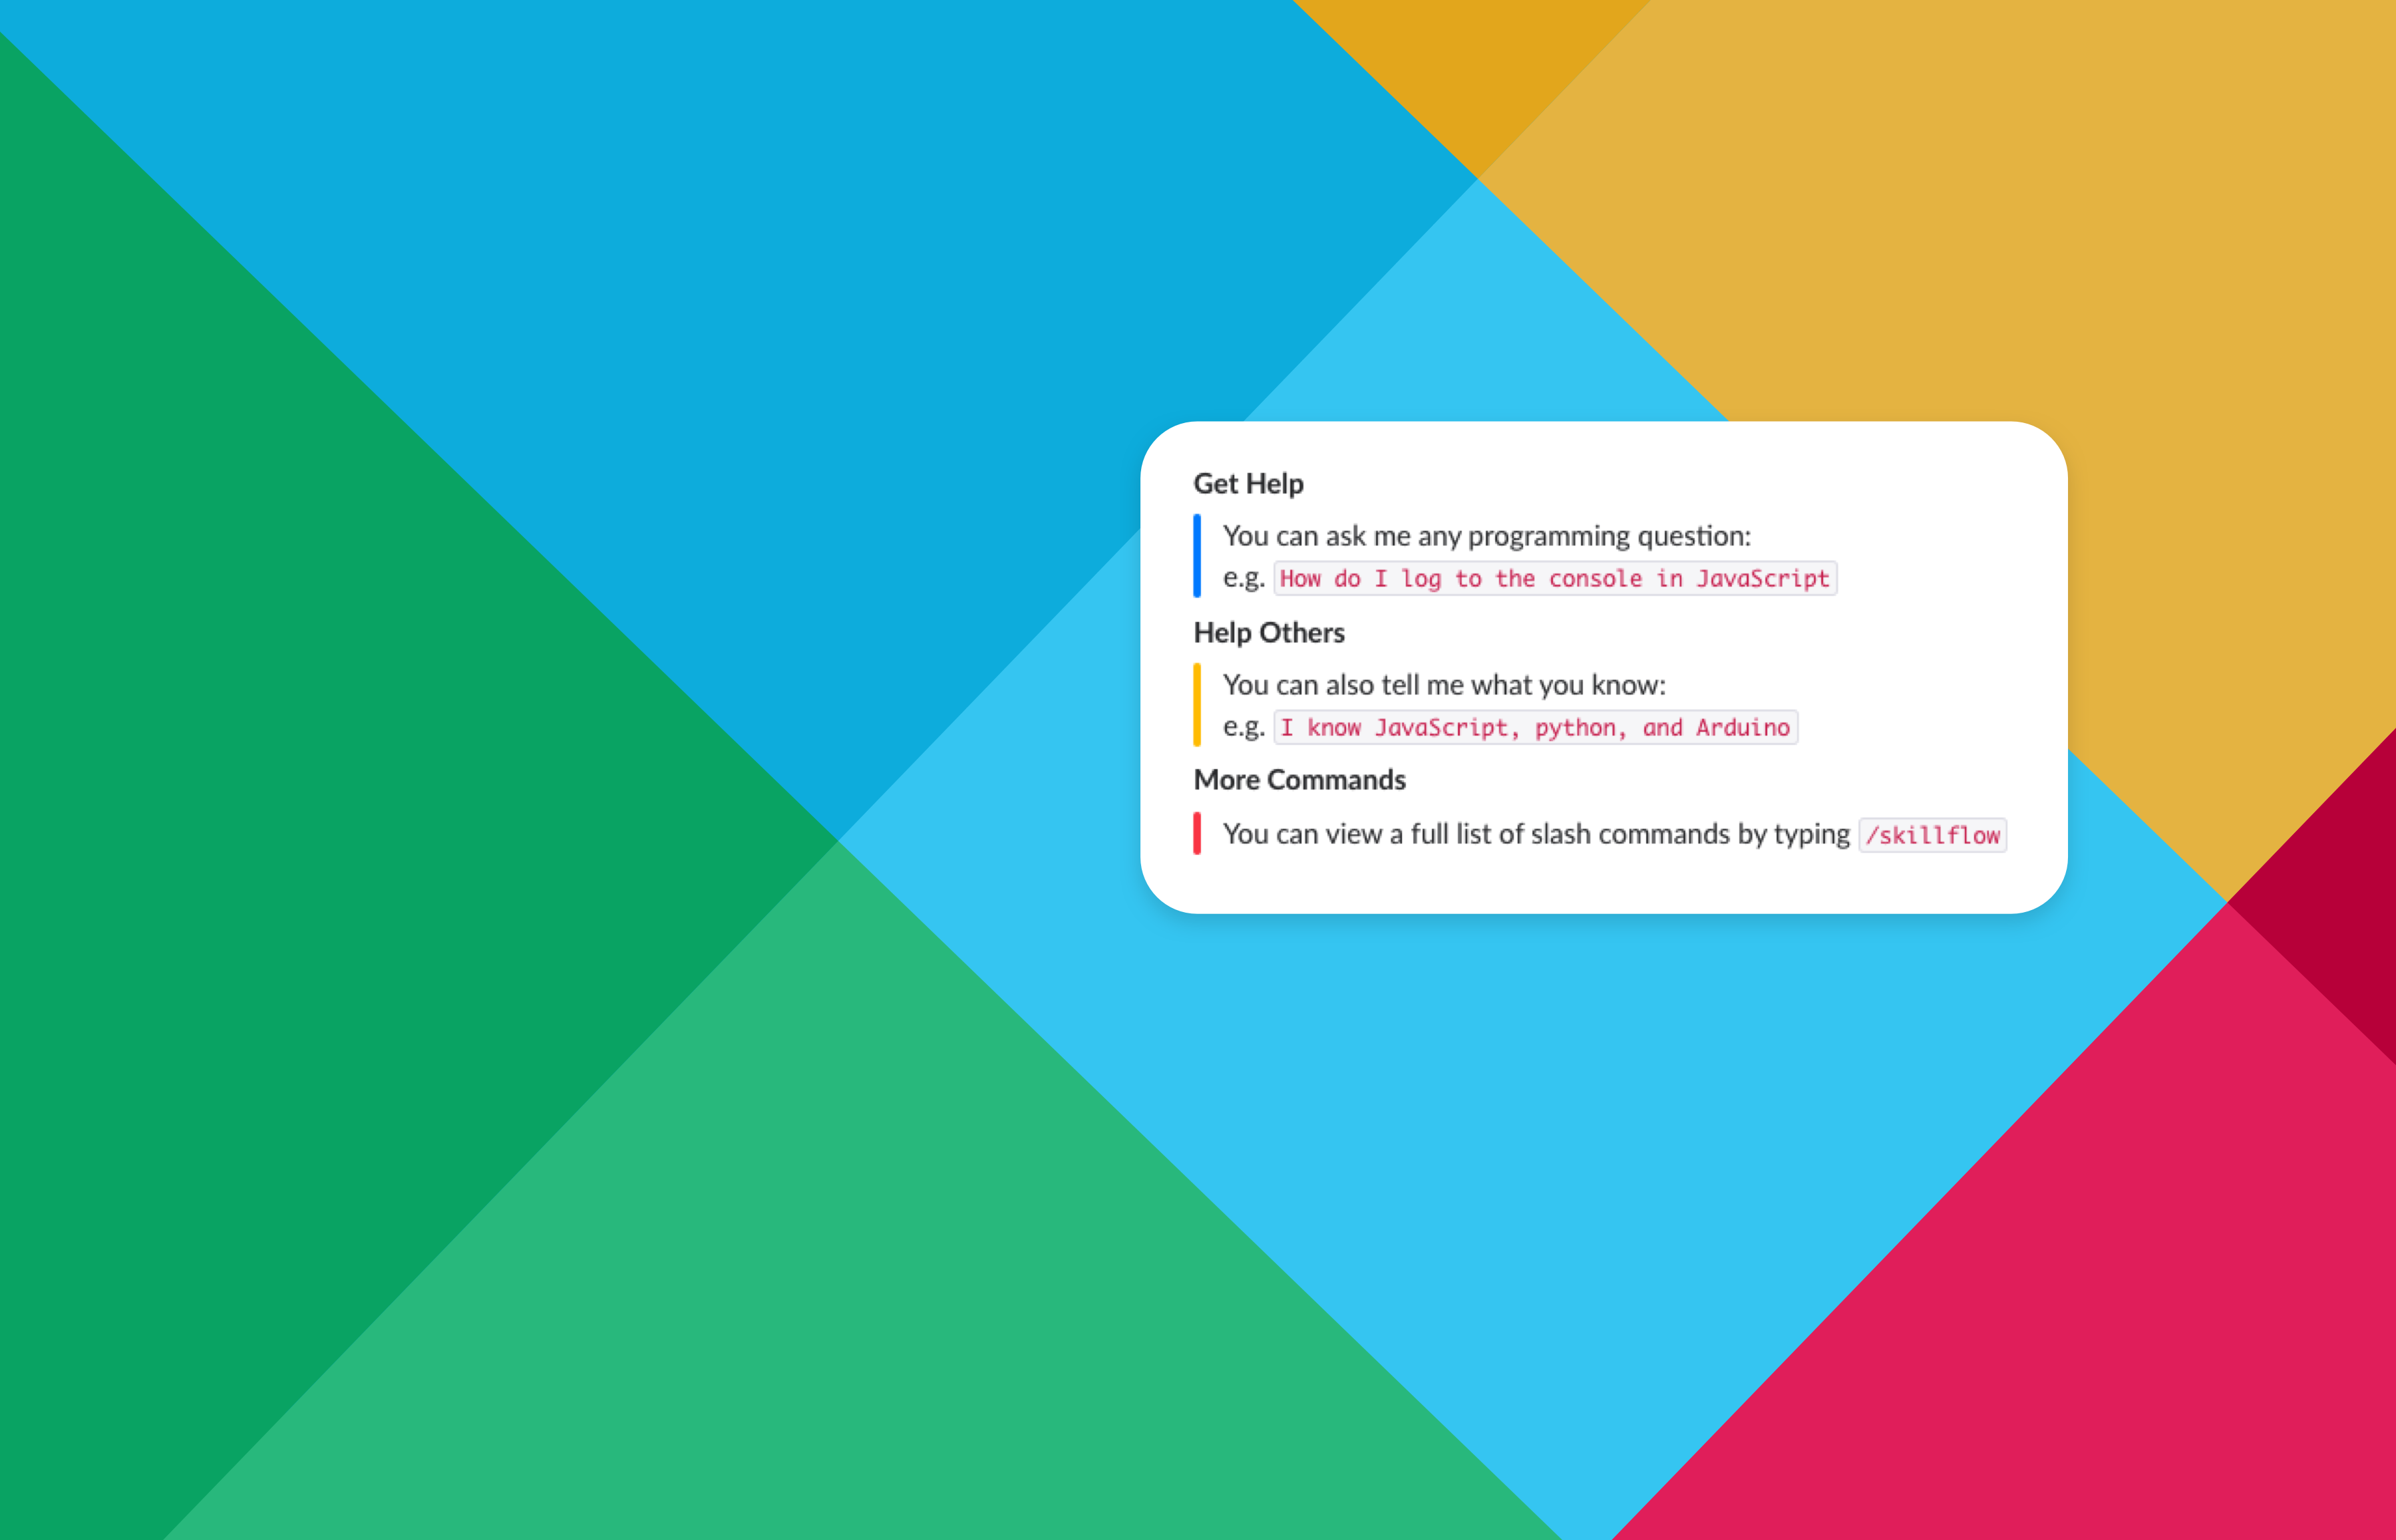 Get Help
You can ask me any programming question:
e.g. How do I log to the console in JavaScript
Help Others
You can also tell me what you know:
e.g. I know JavaScript, python, and Arduino
More Commands
You can view a full list of slash commands by typing /skillflow